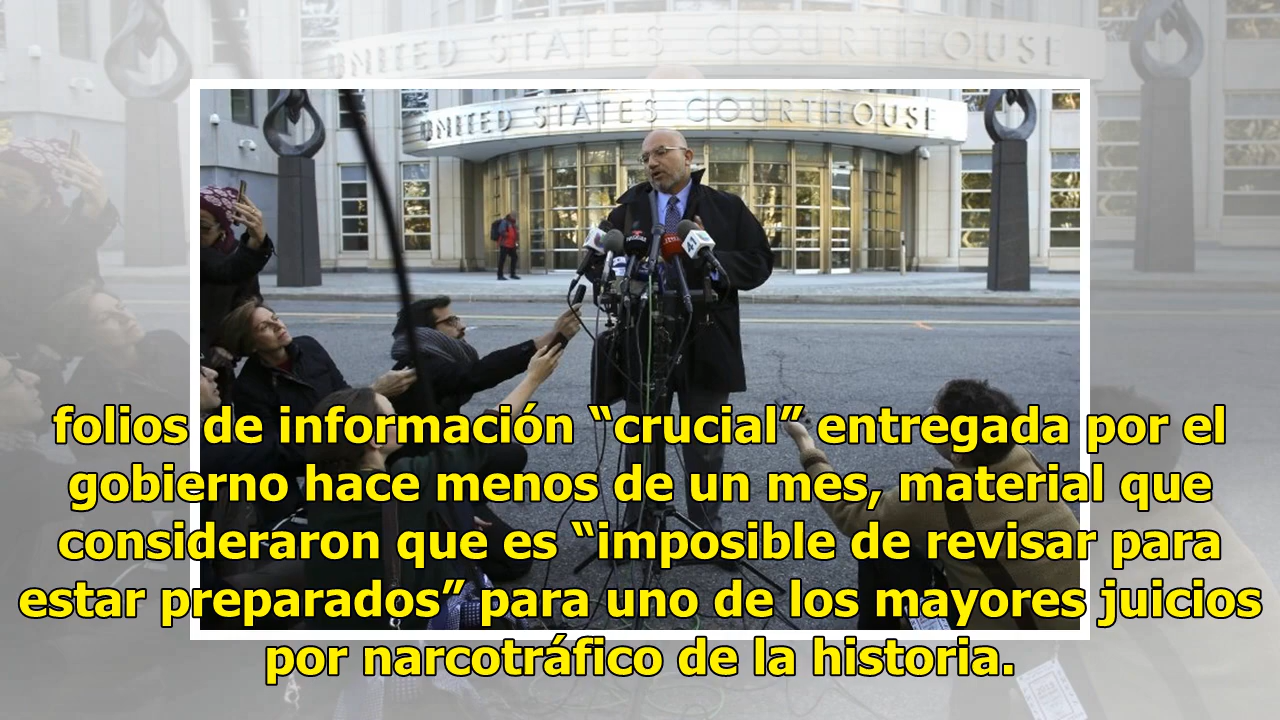 UNITED STATES COURTHOUSE
UNITED STATES COURTHOUSE
41
folios de información “crucial” entregada por el
gobierno hace menos de un mes, material que
consideraron que es “imposible de revisar para
estar preparados” para uno de los mayores juicios
por narcotráfico de la historia.